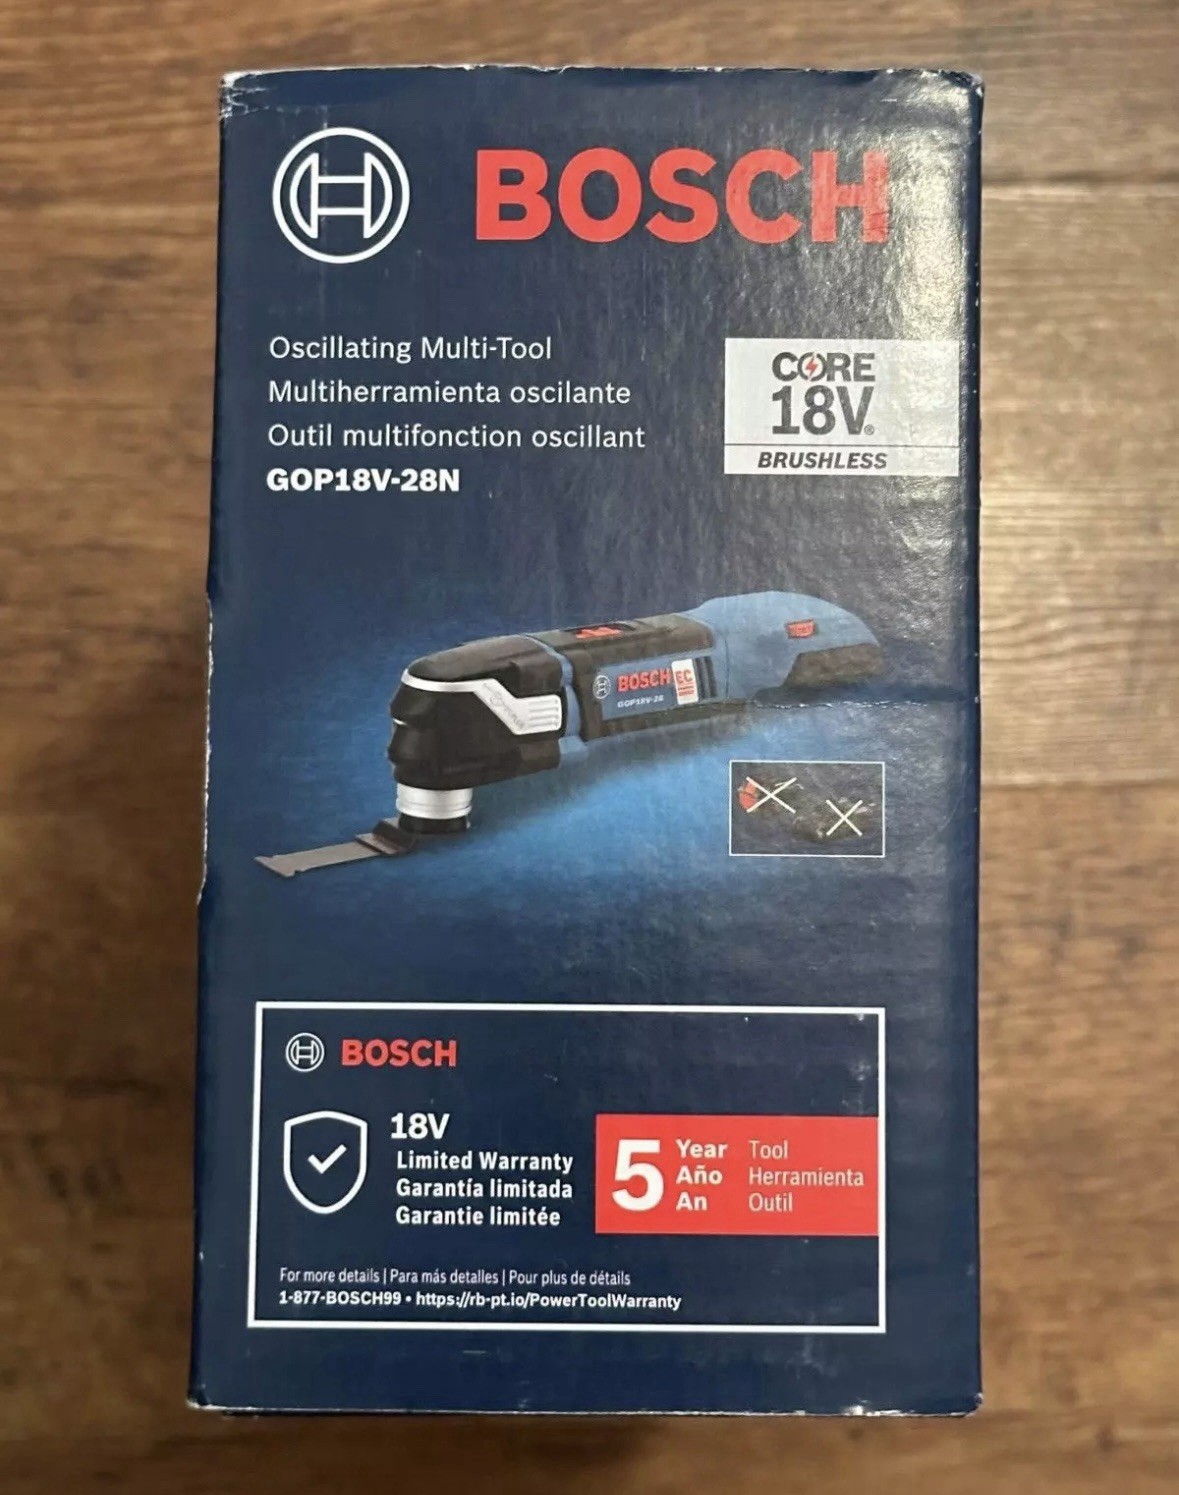 BOSCH
Oscillating Multi-Tool
Multiherramienta oscilante
Outil multifonction oscillant
GOP18V-28N
CORE
18V®
BRUSHLESS
BOSCH EC
GOP18V-28
BOSCH
18V
Limited Warranty
Garantía limitada
Garantie limitée
5 Year Tool
Año Herramienta
An Outil
For more details | Para más detalles | Pour plus de détails
1-877-BOSCH99 • https://rb-pt.io/PowerToolWarranty